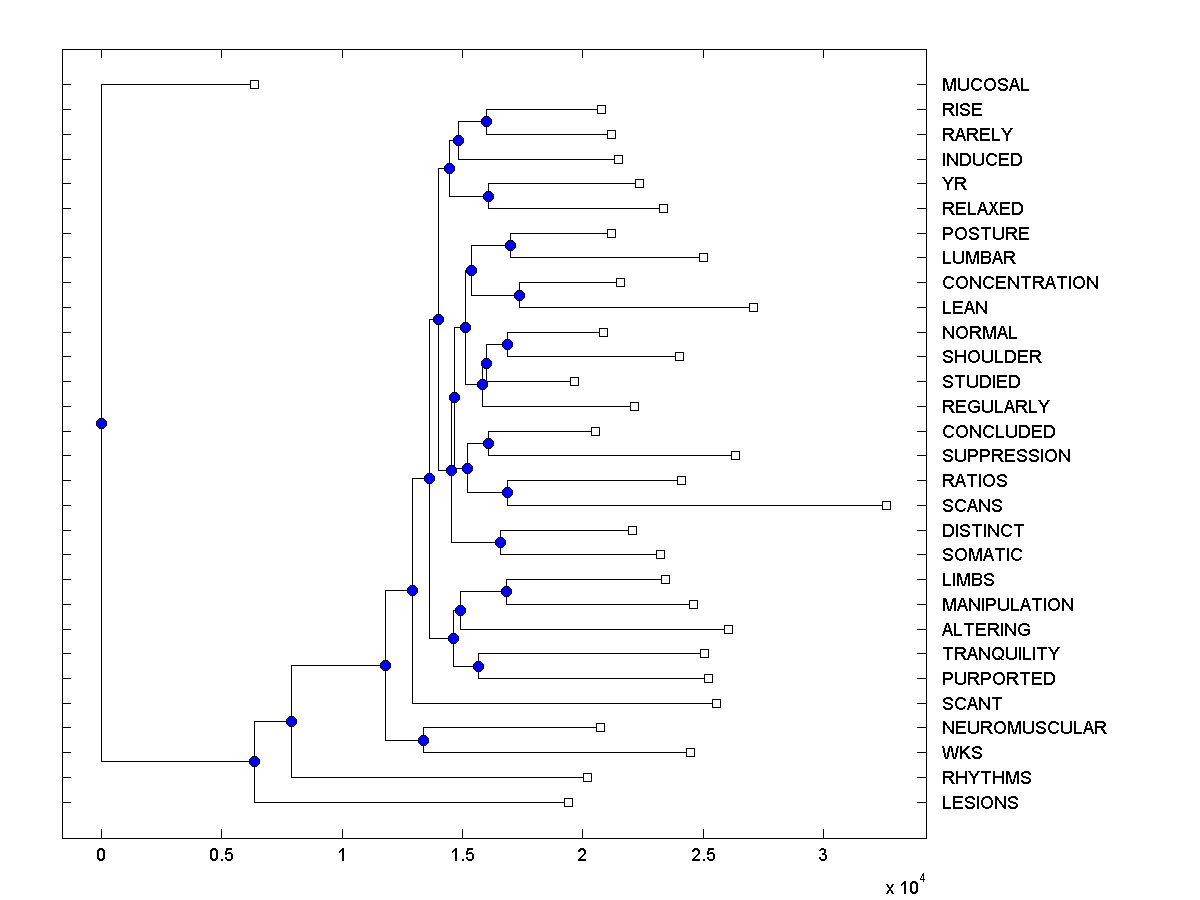 MUCOSAL
RISE
RARELY
INDUCED
YR
RELAXED
POSTURE
LUMBAR
CONCENTRATION
LEAN
NORMAL
SHOULDER
STUDIED
REGULARLY
CONCLUDED
SUPPRESSION
RATIOS
SCANS
DISTINCT
SOMATIC
LIMBS
MANIPULATION
ALTERING
TRANQUILITY
PURPORTED
SCANT
NEUROMUSCULAR
WKS
RHYTHMS
LESIONS
0 0.5 1 1.5 2 2.5 3
x 10^4